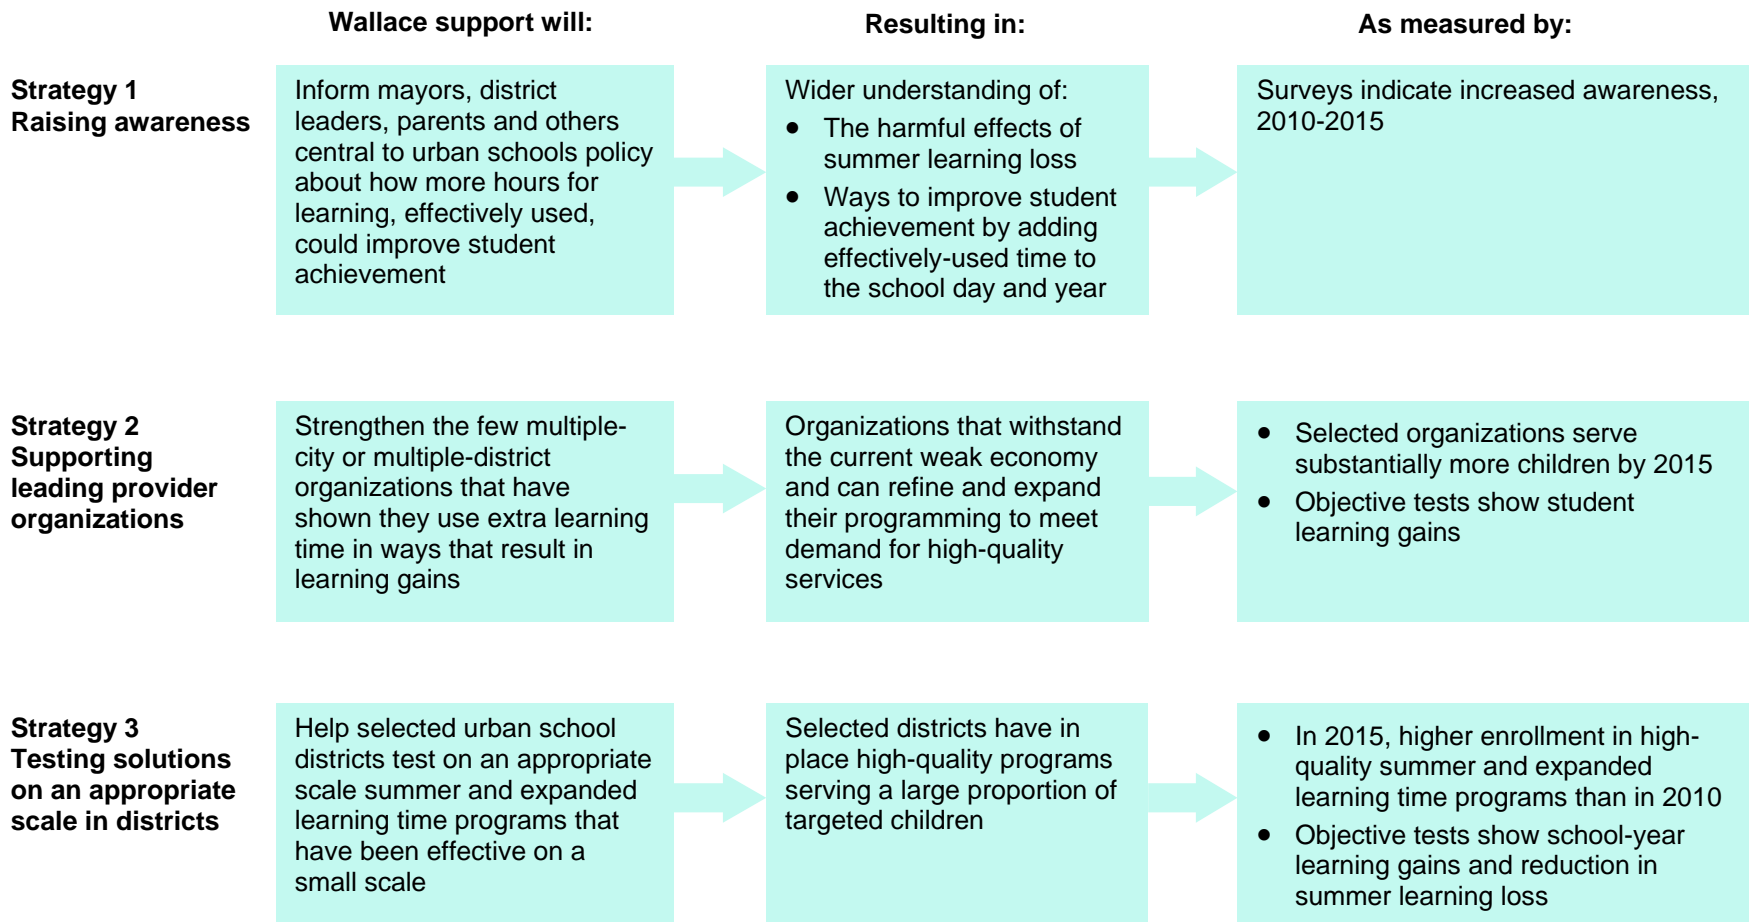 Wallace support will:
Resulting in:
As measured by:
Strategy 1
Raising awareness
Inform mayors, district
leaders, parents and others
central to urban schools policy
about how more hours for
learning, effectively used,
could improve student
achievement
Wider understanding of:
• The harmful effects of
summer learning loss
• Ways to improve student
achievement by adding
effectively-used time to
the school day and year
Surveys indicate increased awareness,
2010-2015
Strategy 2
Supporting
leading provider
organizations
Strengthen the few multiple-
city or multiple-district
organizations that have
shown they use extra learning
time in ways that result in
learning gains
Organizations that withstand
the current weak economy
and can refine and expand
their programming to meet
demand for high-quality
services
• Selected organizations serve
substantially more children by 2015
• Objective tests show student
learning gains
Strategy 3
Testing solutions
on an appropriate
scale in districts
Help selected urban school
districts test on an appropriate
scale summer and expanded
learning time programs that
have been effective on a
small scale
Selected districts have in
place high-quality programs
serving a large proportion of
targeted children
• In 2015, higher enrollment in high-
quality summer and expanded
learning time programs than in 2010
• Objective tests show school-year
learning gains and reduction in
summer learning loss